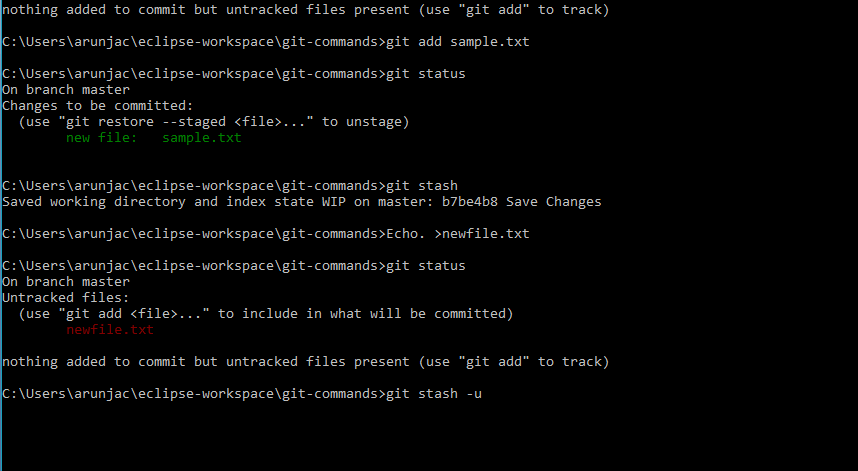 nothing added to commit but untracked files present (use "git add" to track)
C:\Users\arunjac\eclipse-workspace\git-commands>git add sample.txt
C:\Users\arunjac\eclipse-workspace\git-commands>git status
On branch master
Changes to be committed:
  (use "git restore --staged <file>..." to unstage)
        new file:   sample.txt
C:\Users\arunjac\eclipse-workspace\git-commands>git stash
Saved working directory and index state WIP on master: b7be4b8 Save Changes
C:\Users\arunjac\eclipse-workspace\git-commands>Echo. >newfile.txt
C:\Users\arunjac\eclipse-workspace\git-commands>git status
On branch master
Untracked files:
  (use "git add <file>..." to include in what will be committed)
        newfile.txt
nothing added to commit but untracked files present (use "git add" to track)
C:\Users\arunjac\eclipse-workspace\git-commands>git stash -u